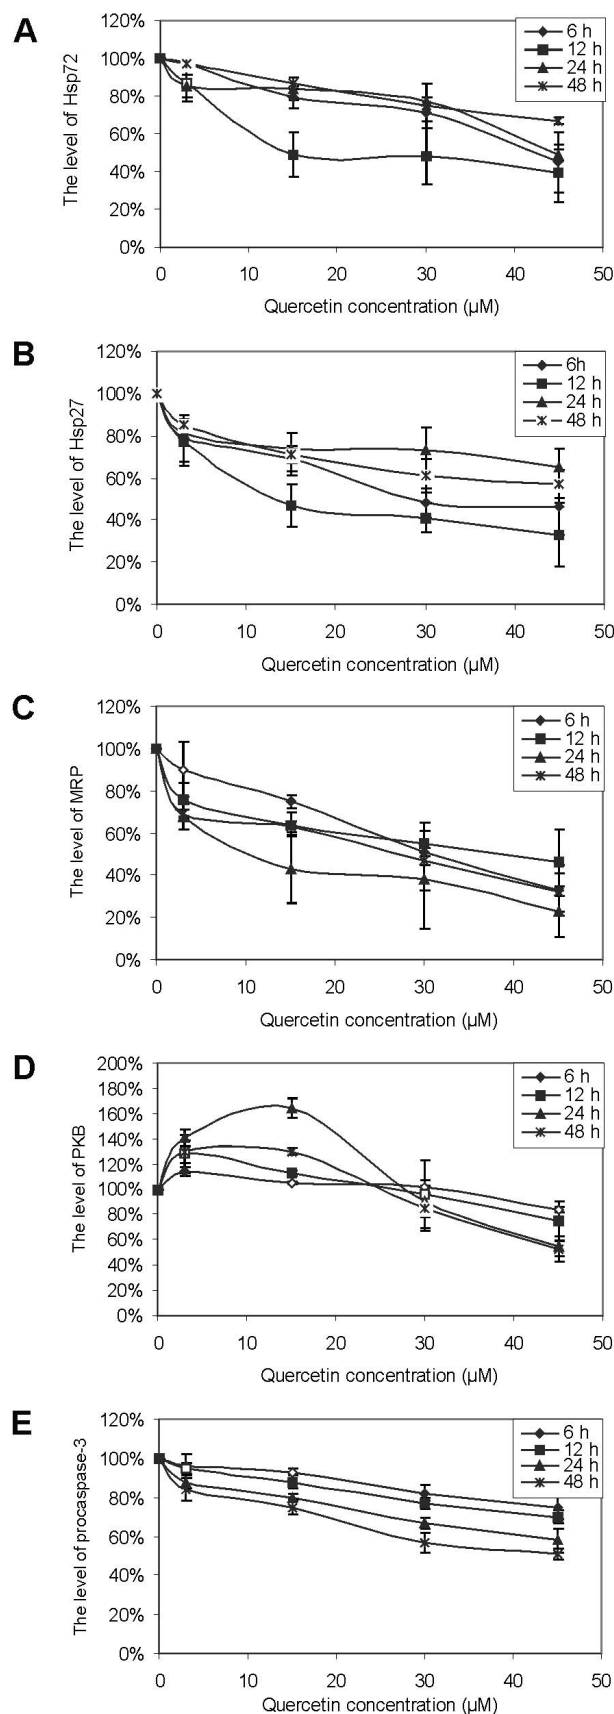 A
The level of Hsp72
120%
100%
80%
60%
40%
20%
0%
0 10 20 30 40 50
Quercetin concentration (µM)
6 h
12 h
24 h
48 h
B
The level of Hsp27
120%
100%
80%
60%
40%
20%
0%
0 10 20 30 40 50
Quercetin concentration (µM)
6h
12 h
24 h
48 h
C
The level of MRP
120%
100%
80%
60%
40%
20%
0%
0 10 20 30 40 50
Quercetin concentration (µM)
6 h
12 h
24 h
48 h
D
The level of PKB
200%
180%
160%
140%
120%
100%
80%
60%
40%
20%
0%
0 10 20 30 40 50
Quercetin concentration (µM)
6 h
12 h
24 h
48 h
E
The level of procaspase-3
120%
100%
80%
60%
40%
20%
0%
0 10 20 30 40 50
Quercetin concentration (µM)
6 h
12 h
24 h
48 h